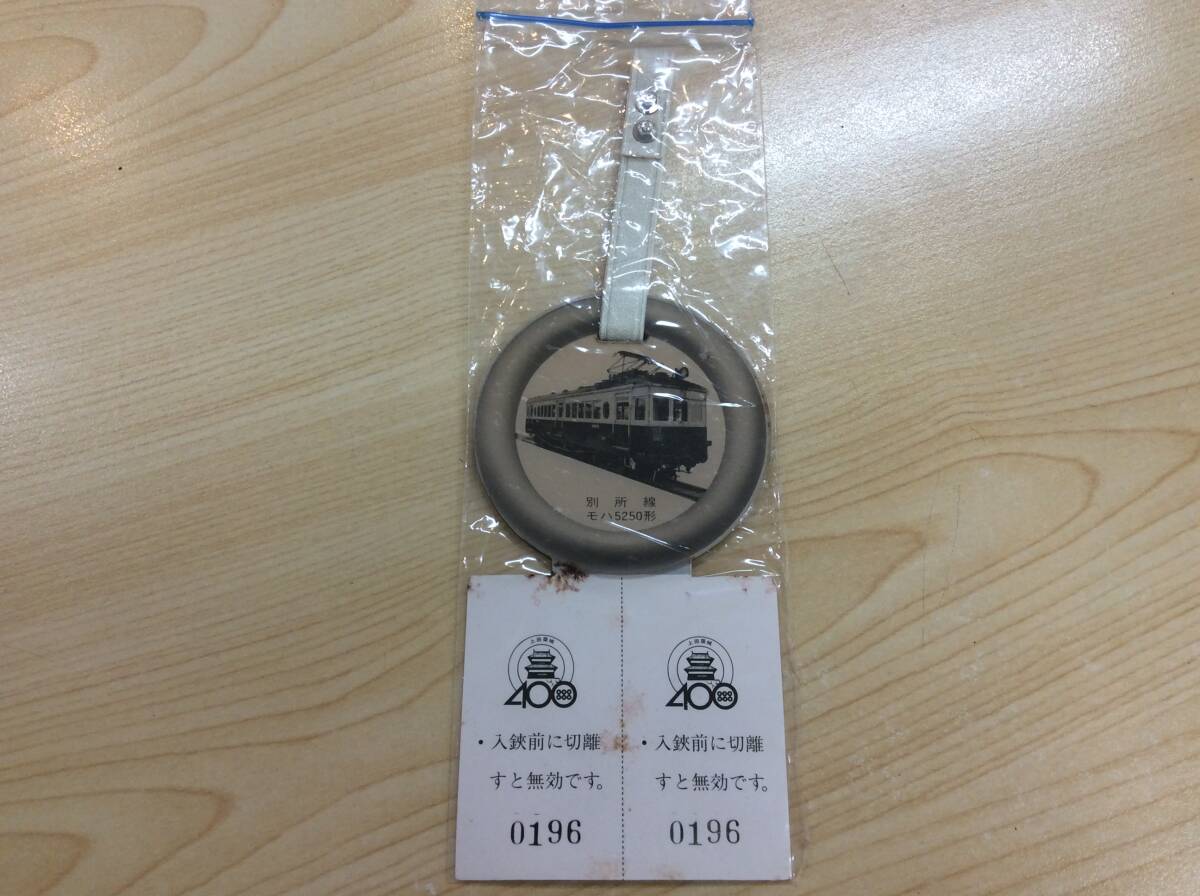 別所線
モハ5250形
上田築城
400
・入鋏前に切離
すと無効です。
0196
上田築城
400
・入鋏前に切離
すと無効です。
0196